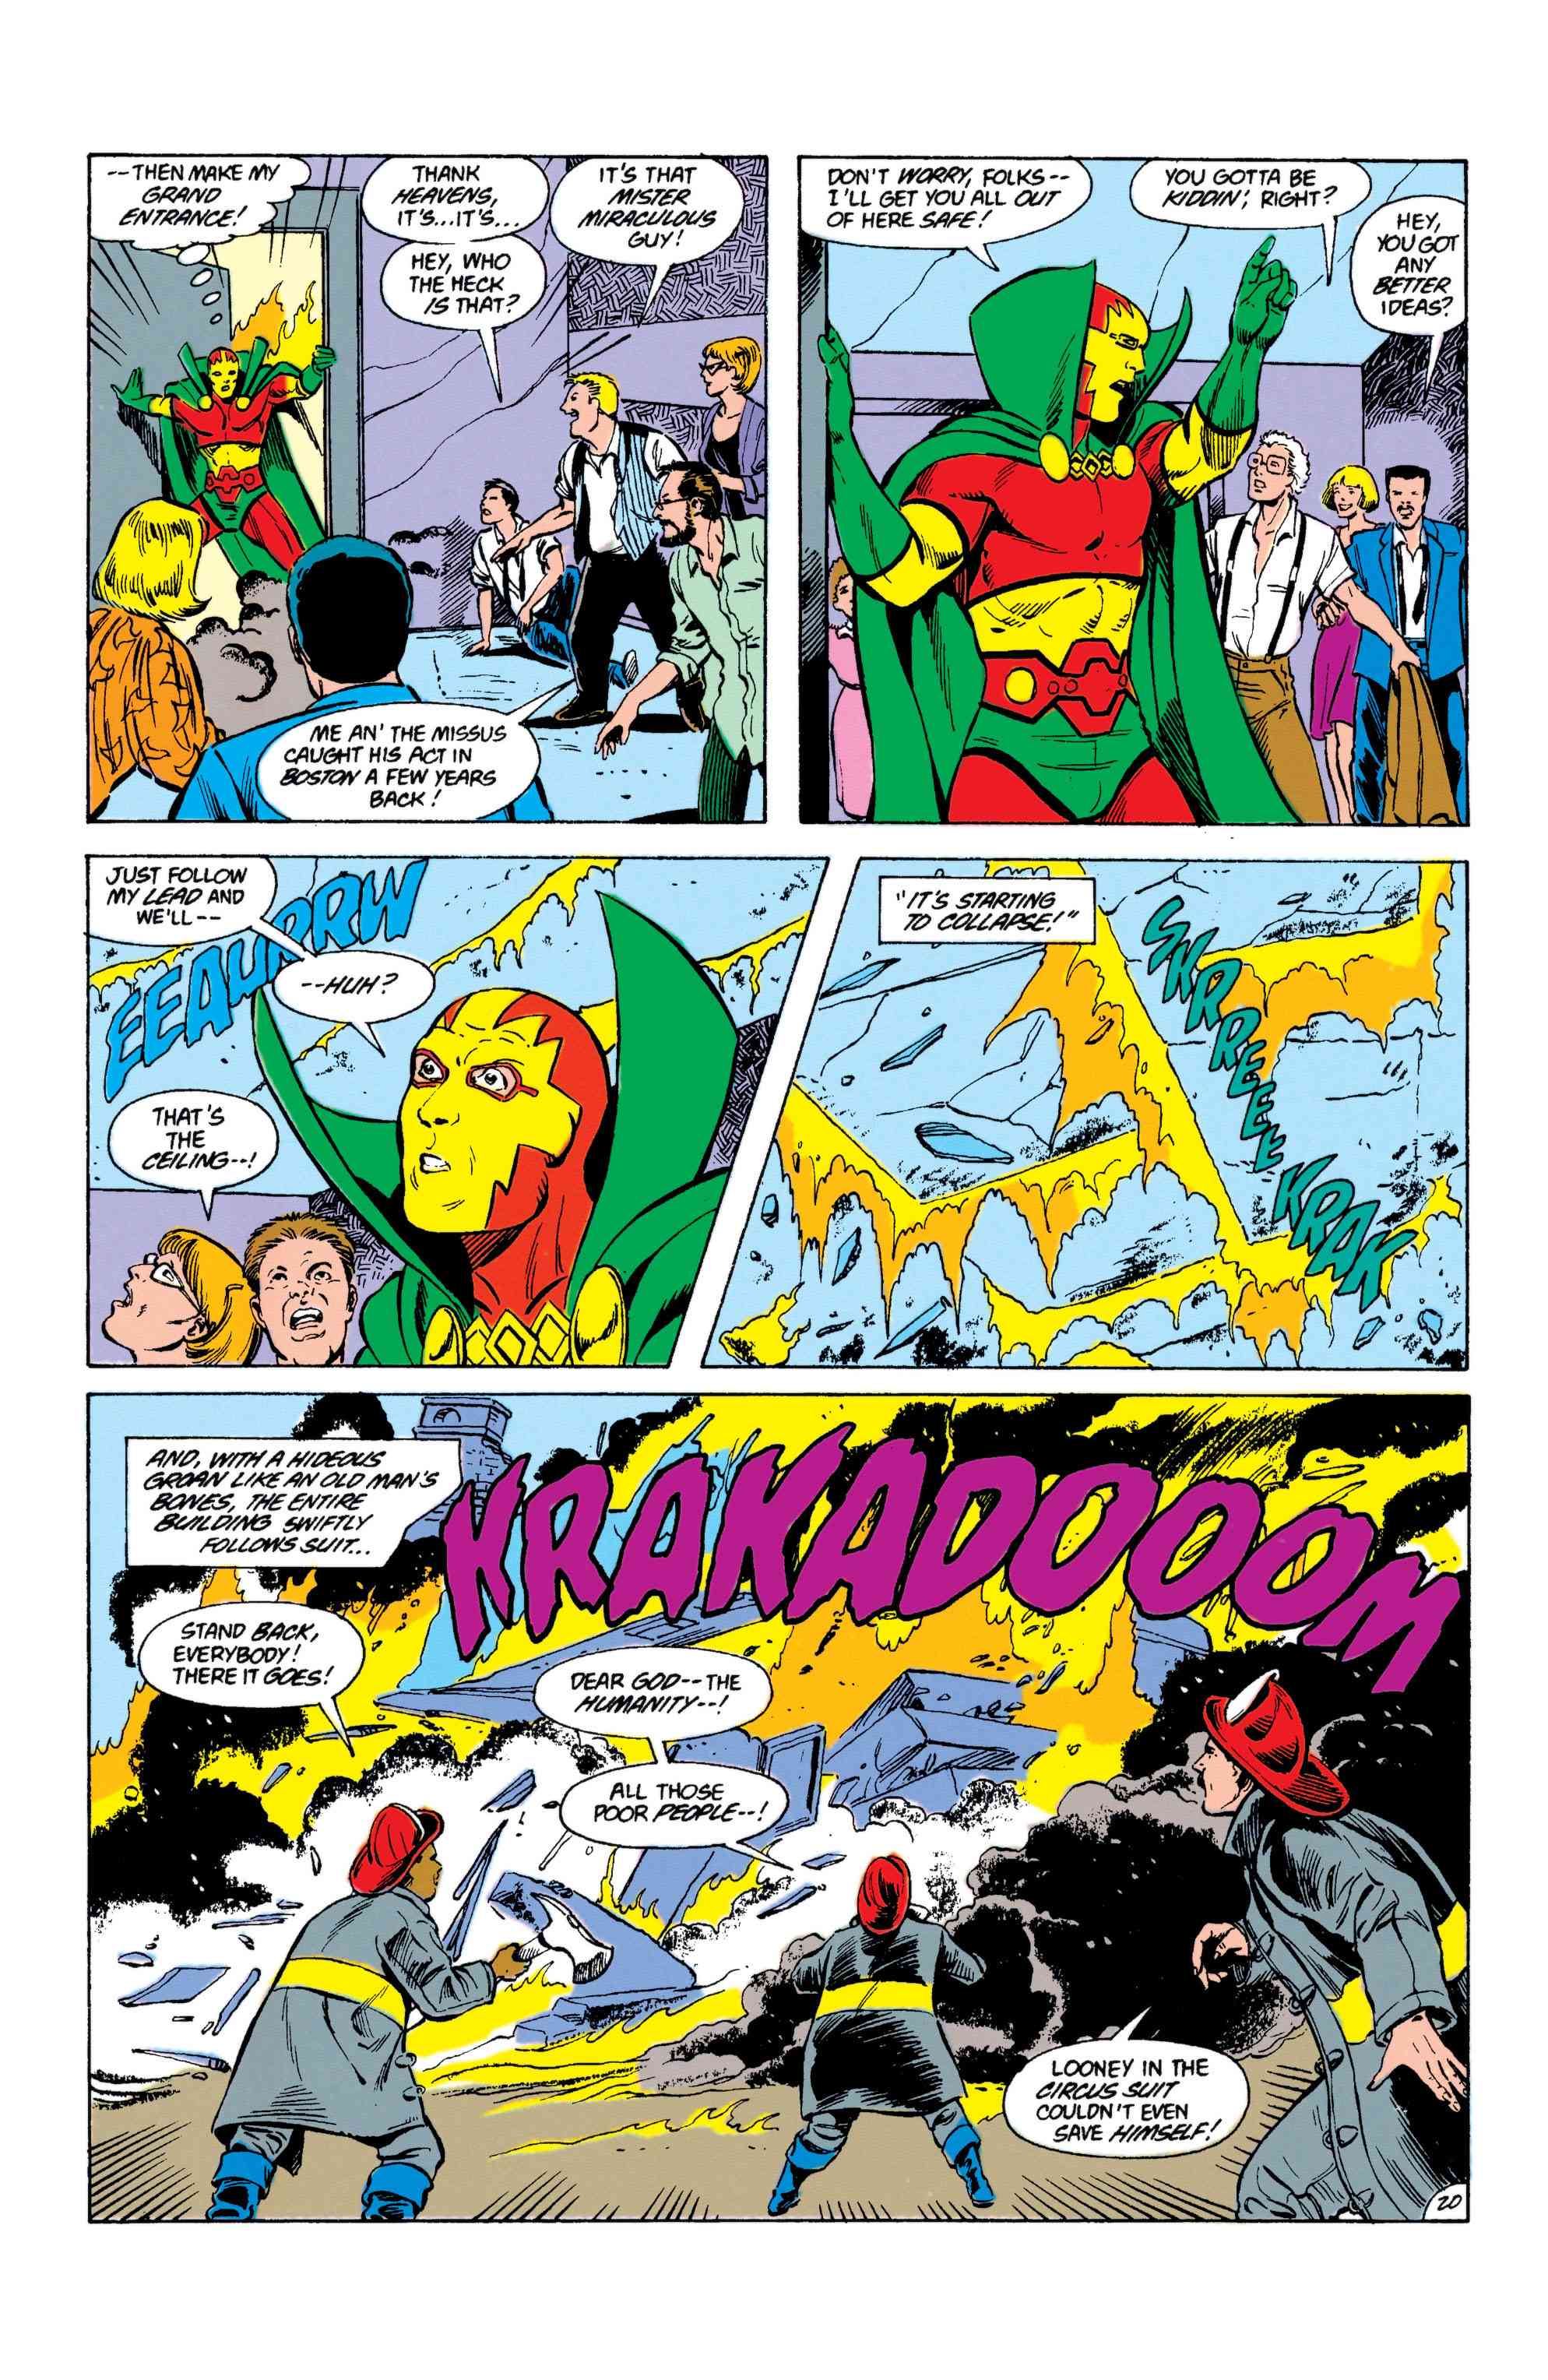 --THEN MAKE MY
GRAND
ENTRANCE!
THANK
HEAVENS,
IT'S...IT'S...
HEY, WHO
THE HECK
IS THAT?
IT'S THAT
MISTER
MIRACULOUS
GUY!
ME AN' THE MISSUS
CAUGHT HIS ACT IN
BOSTON A FEW YEARS
BACK!
DON'T WORRY, FOLKS--
I'LL GET YOU ALL OUT
OF HERE SAFE!
YOU GOTTA BE
KIDDIN', RIGHT?
HEY,
YOU GOT
ANY
BETTER
IDEAS?
JUST FOLLOW
MY LEAD AND
WE'LL--
EEAURRRW
--HUH?
THAT'S
THE
CEILING--!
"IT'S STARTING
TO COLLAPSE!"
SKRREEEE
KRAK
AND, WITH A HIDEOUS
GROAN LIKE AN OLD MAN'S
BONES, THE ENTIRE
BUILDING SWIFTLY
FOLLOWS SUIT...
KRAKADOOOM
STAND BACK,
EVERYBODY!
THERE IT GOES!
DEAR GOD--THE
HUMANITY--!
ALL THOSE
POOR PEOPLE--!
LOONEY IN THE
CIRCUS SUIT
COULDN'T EVEN
SAVE HIMSELF!
20